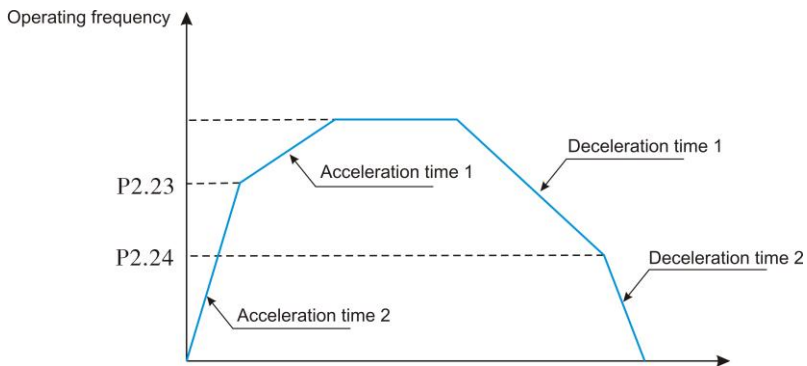 Operating frequency
Deceleration time 1
Acceleration time 1
P2.23
P2.24
Deceleration time 2
Acceleration time 2